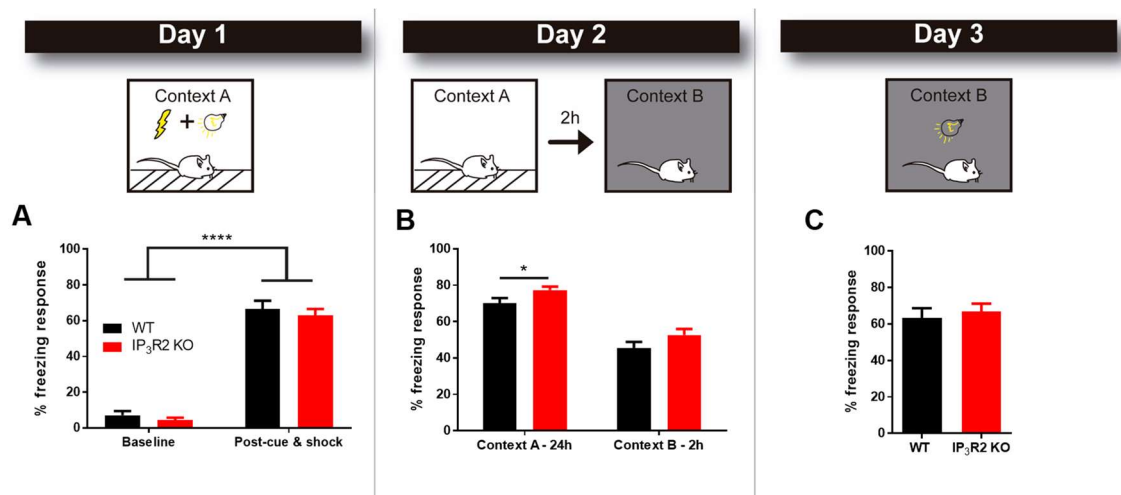 Day 1
Day 2
Day 3
Context A
+
Context A
2h
Context B
Context B
A
****
% freezing response
100
80
60
40
20
0
WT
IP₃R2 KO
Baseline
Post-cue & shock
B
*
% freezing response
100
80
60
40
20
0
Context A - 24h
Context B - 2h
C
% freezing response
100
80
60
40
20
0
WT
IP₃R2 KO